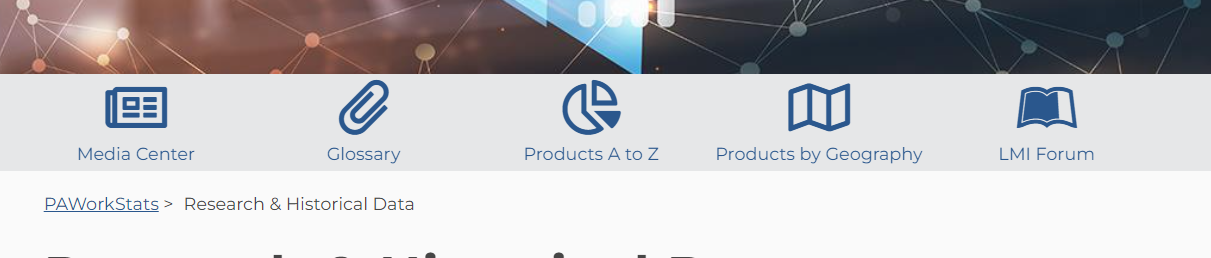 Media Center
Glossary
Products A to Z
Products by Geography
LMI Forum
PAWorkStats > Research & Historical Data